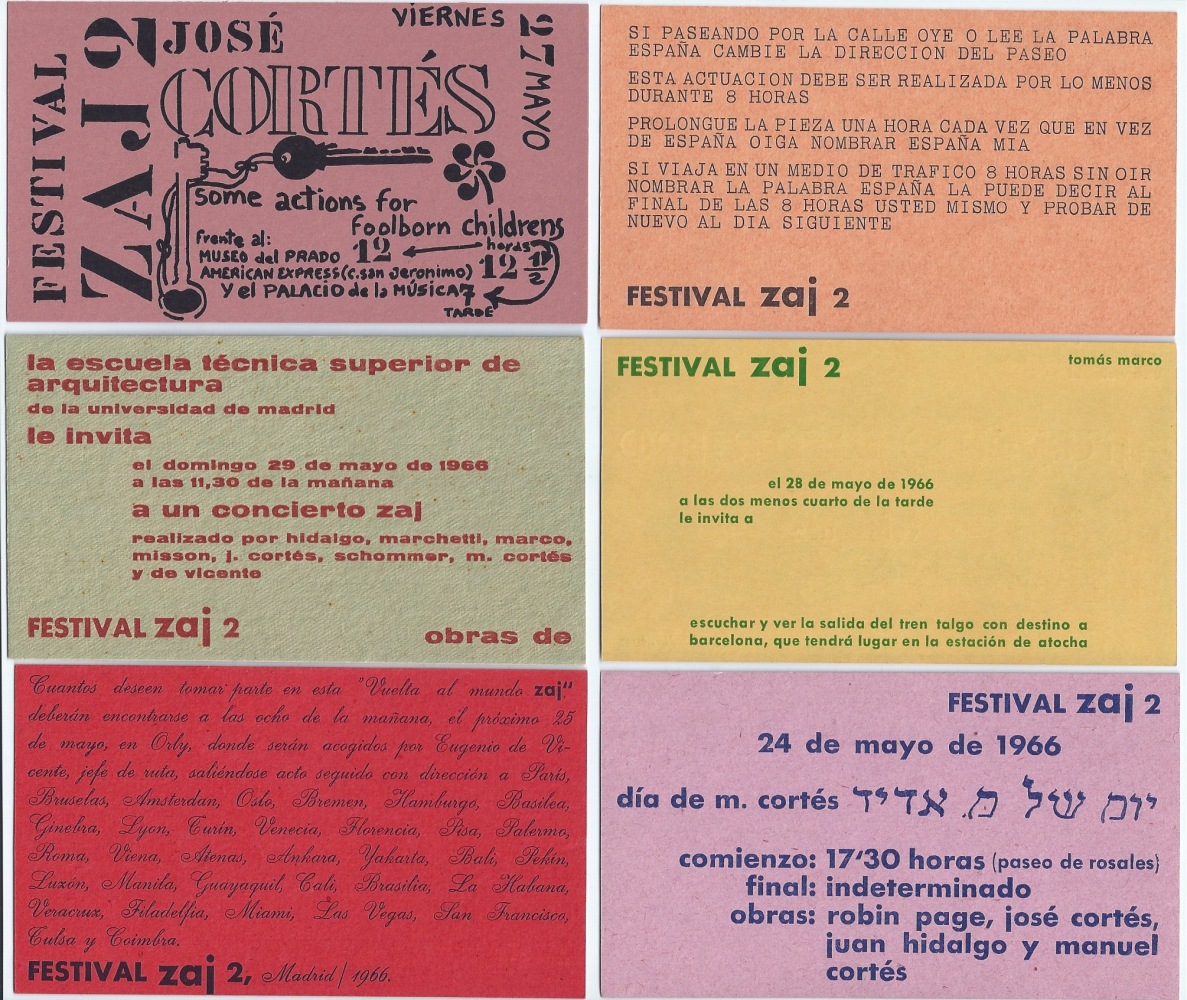 FESTIVAL
ZAJ 2
JOSÉ
CORTÉS
VIERNES
27 MAYO
some actions for
foolborn childrens
frente al: horas
MUSEO del PRADO 12
AMERICAN EXPRESS (c. san Jeronimo) 12 1/2
Y el PALACIO de la MÚSICA 7
TARDE
SI PASEANDO POR LA CALLE OYE O LEE LA PALABRA
ESPAÑA CAMBIE LA DIRECCION DEL PASEO
ESTA ACTUACION DEBE SER REALIZADA POR LO MENOS
DURANTE 8 HORAS
PROLONGUE LA PIEZA UNA HORA CADA VEZ QUE EN VEZ
DE ESPAÑA OIGA NOMBRAR ESPAÑA MIA
SI VIAJA EN UN MEDIO DE TRAFICO 8 HORAS SIN OIR
NOMBRAR LA PALABRA ESPAÑA LA PUEDE DECIR AL
FINAL DE LAS 8 HORAS USTED MISMO Y PROBAR DE
NUEVO AL DIA SIGUIENTE
FESTIVAL zaj 2
la escuela técnica superior de
arquitectura
de la universidad de madrid
le invita
el domingo 29 de mayo de 1966
a las 11,30 de la mañana
a un concierto zaj
realizado por hidalgo, marchetti, marco,
misson, j. cortés, schommer, m. cortés
y de vicente
FESTIVAL zaj 2
obras de
FESTIVAL zaj 2
tomás marco
el 28 de mayo de 1966
a las dos menos cuarto de la tarde
le invita a
escuchar y ver la salida del tren talgo con destino a
barcelona, que tendrá lugar en la estación de atocha
Cuantos deseen tomar parte en esta "Vuelta al mundo zaj"
deberán encontrarse a las ocho de la mañana, el próximo 25
de mayo, en Orly, donde serán acogidos por Eugenio de Vi-
cente, jefe de ruta, saliéndose acto seguido con dirección a París,
Bruselas, Amsterdan, Oslo, Bremen, Hamburgo, Basilea,
Ginebra, Lyon, Turín, Venecia, Florencia, Pisa, Palermo,
Roma, Viena, Atenas, Ankara, Yakarta, Bali, Pekín,
Luzón, Manila, Guayaquil, Cali, Brasilia, La Habana,
Veracruz, Filadelfia, Miami, Las Vegas, San Francisco,
Tulsa y Coimbra.
FESTIVAL zaj 2, Madrid/1966.
FESTIVAL zaj 2
24 de mayo de 1966
día de m. cortés יום של מ. אדיד
comienzo: 17'30 horas (paseo de rosales)
final: indeterminado
obras: robin page, josé cortés,
juan hidalgo y manuel
cortés